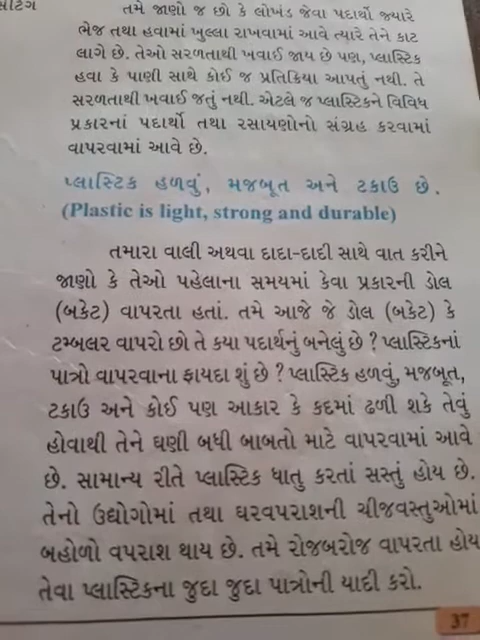 સેટિંગ
તમે જાણો જ છો કે લોખંડ જેવા પદાર્થો જ્યારે
ભેજ તથા હવામાં ખુલ્લા રાખવામાં આવે ત્યારે તેને કાટ
લાગે છે. તેઓ સરળતાથી ખવાઈ જાય છે પણ, પ્લાસ્ટિક
હવા કે પાણી સાથે કોઈ જ પ્રતિક્રિયા આપતું નથી. તે
સરળતાથી ખવાઈ જતું નથી. એટલે જ પ્લાસ્ટિકને વિવિધ
પ્રકારનાં પદાર્થો તથા રસાયણોનો સંગ્રહ કરવામાં
વાપરવામાં આવે છે.
પ્લાસ્ટિક હળવું, મજબૂત અને ટકાઉ છે.
(Plastic is light, strong and durable)
તમારા વાલી અથવા દાદા-દાદી સાથે વાત કરીને
જાણો કે તેઓ પહેલાના સમયમાં કેવા પ્રકારની ડોલ
(બકેટ) વાપરતા હતાં. તમે આજે જે ડોલ (બકેટ) કે
ટમ્બલર વાપરો છો તે કયા પદાર્થનું બનેલું છે ? પ્લાસ્ટિકનાં
પાત્રો વાપરવાના ફાયદા શું છે ? પ્લાસ્ટિક હળવું, મજબૂત,
ટકાઉ અને કોઈ પણ આકાર કે કદમાં ઢળી શકે તેવું
હોવાથી તેને ઘણી બધી બાબતો માટે વાપરવામાં આવે
છે. સામાન્ય રીતે પ્લાસ્ટિક ધાતુ કરતાં સસ્તું હોય છે.
તેનો ઉદ્યોગોમાં તથા ઘરવપરાશની ચીજવસ્તુઓમાં
બહોળો વપરાશ થાય છે. તમે રોજબરોજ વાપરતા હોય
તેવા પ્લાસ્ટિકના જુદા જુદા પાત્રોની યાદી કરો.
37